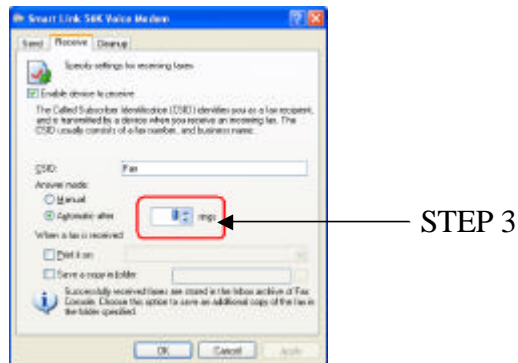 Smart Link 56K Voice Modem
Send Receive Cleanup
Specify settings for receiving faxes
Enable device to receive
The Called Subscriber Identification (CSID) identifies you as a fax recipient,
and is transmitted by a device when you receive an incoming fax. The
CSID usually consists of a fax number, and business name.
CSID: Fax
Answer mode:
Manual
Automatic after rings
STEP 3
When a fax is received
Print it on:
Save a copy in folder:
Successfully received faxes are stored in the Inbox archive of Fax
Console. Choose this option to save an additional copy of the fax in
the folder specified.
OK Cancel Apply